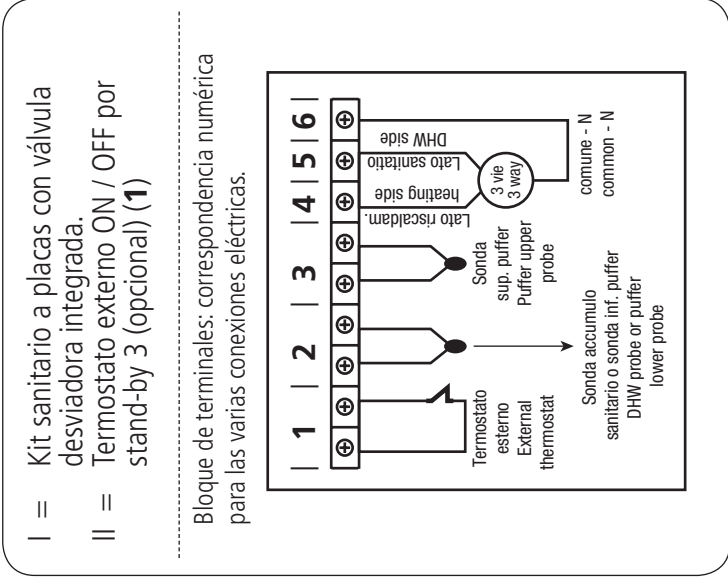 I = Kit sanitario a placas con válvula
desviadora integrada.
II = Termostato externo ON / OFF por
stand-by 3 (opcional) (1)
Bloque de terminales: correspondencia numérica
para las varias conexiones eléctricas.
1 | 2 | 3 | 4 | 5 | 6
Termostato
esterno
External
thermostat
Sonda accumulo
sanitario o sonda inf. puffer
DHW probe or puffer
lower probe
Sonda
sup. puffer
Puffer upper
probe
Lato riscaldam.
heating side
Lato sanitatio
DHW side
3 vie
3 way
comune - N
common - N